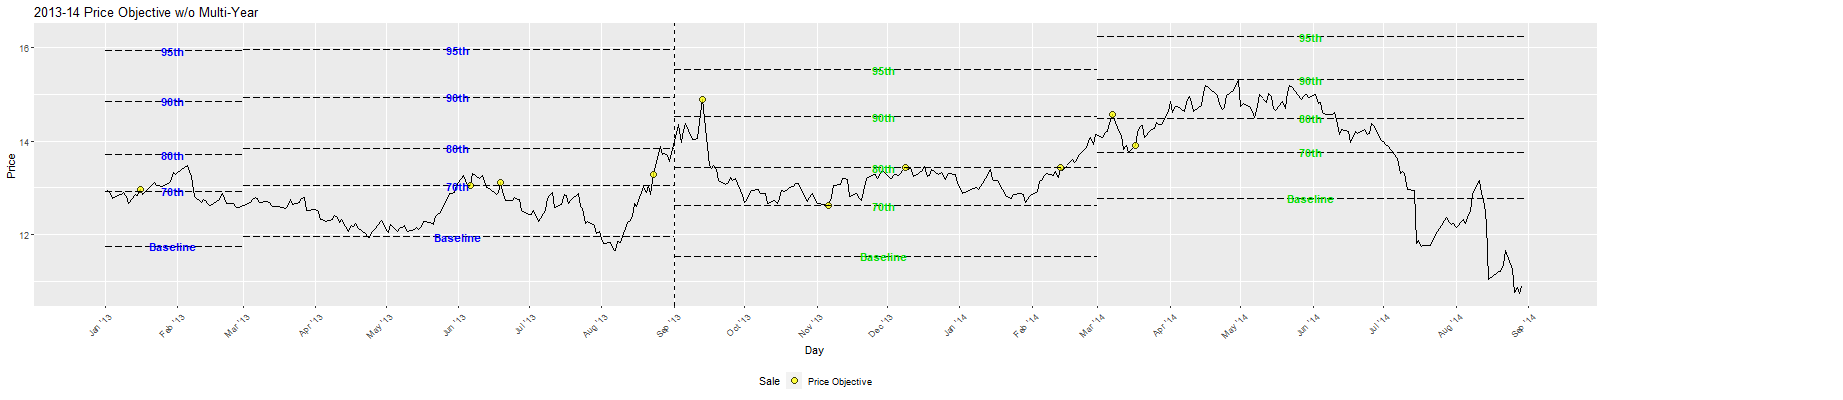 2013-14 Price Objective w/o Multi-Year
Price
16
14
12
95th 95th 95th 95th
90th 90th 90th 90th
80th 80th 80th 80th
70th 70th 70th 70th
Baseline Baseline Baseline Baseline
Jan '13 Feb '13 Mar '13 Apr '13 May '13 Jun '13 Jul '13 Aug '13 Sep '13 Oct '13 Nov '13 Dec '13 Jan '14 Feb '14 Mar '14 Apr '14 May '14 Jun '14 Jul '14 Aug '14 Sep '14
Day
Sale Price Objective